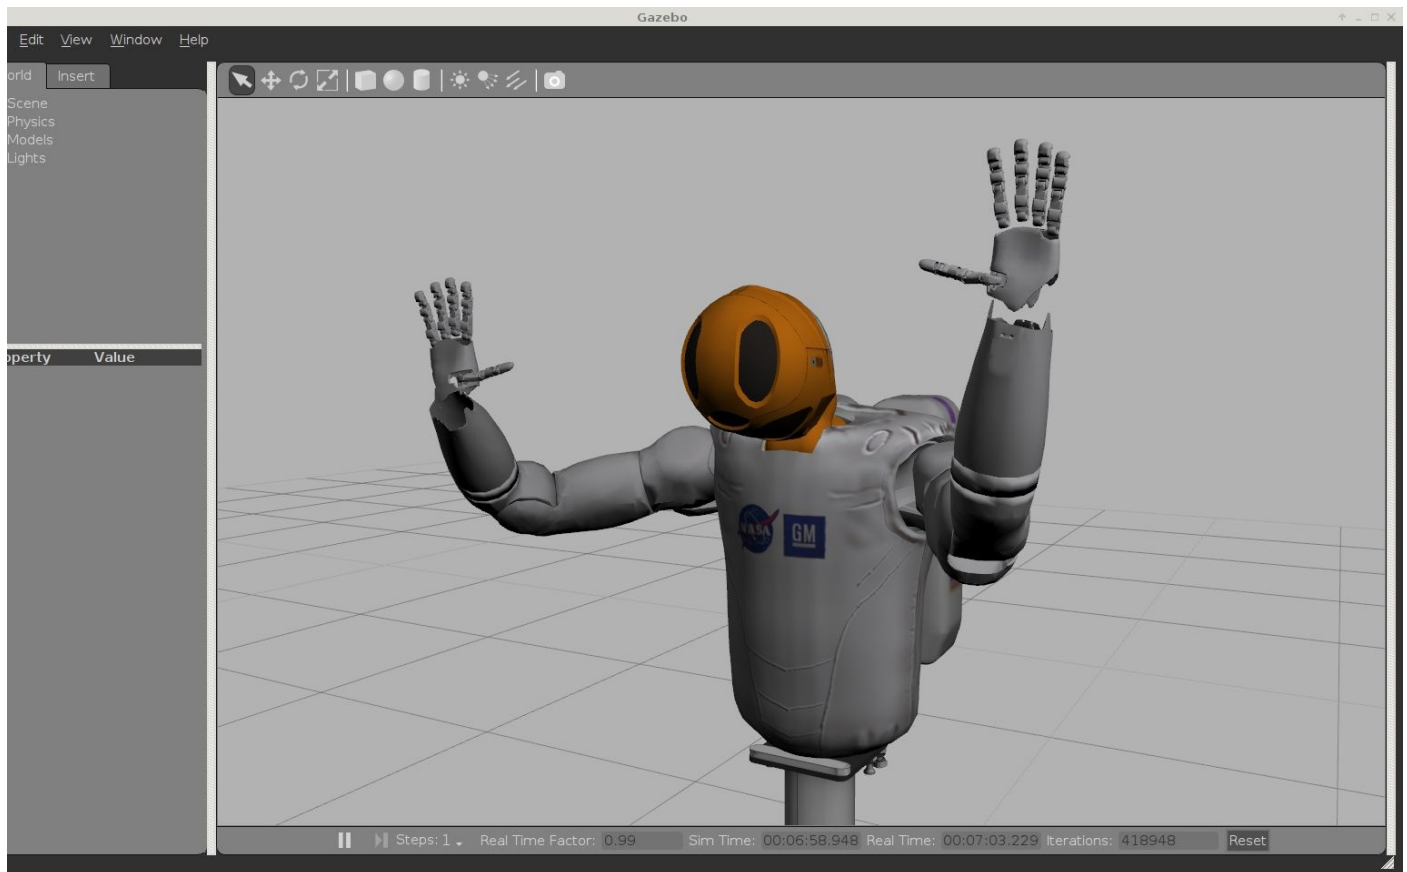 Gazebo
Edit View Window Help
orld Insert
Scene
Physics
Models
Lights
operty Value
NASA
GM
Steps: 1 Real Time Factor: 0.99 Sim Time: 00:06:58.948 Real Time: 00:07:03.229 Iterations: 418948 Reset